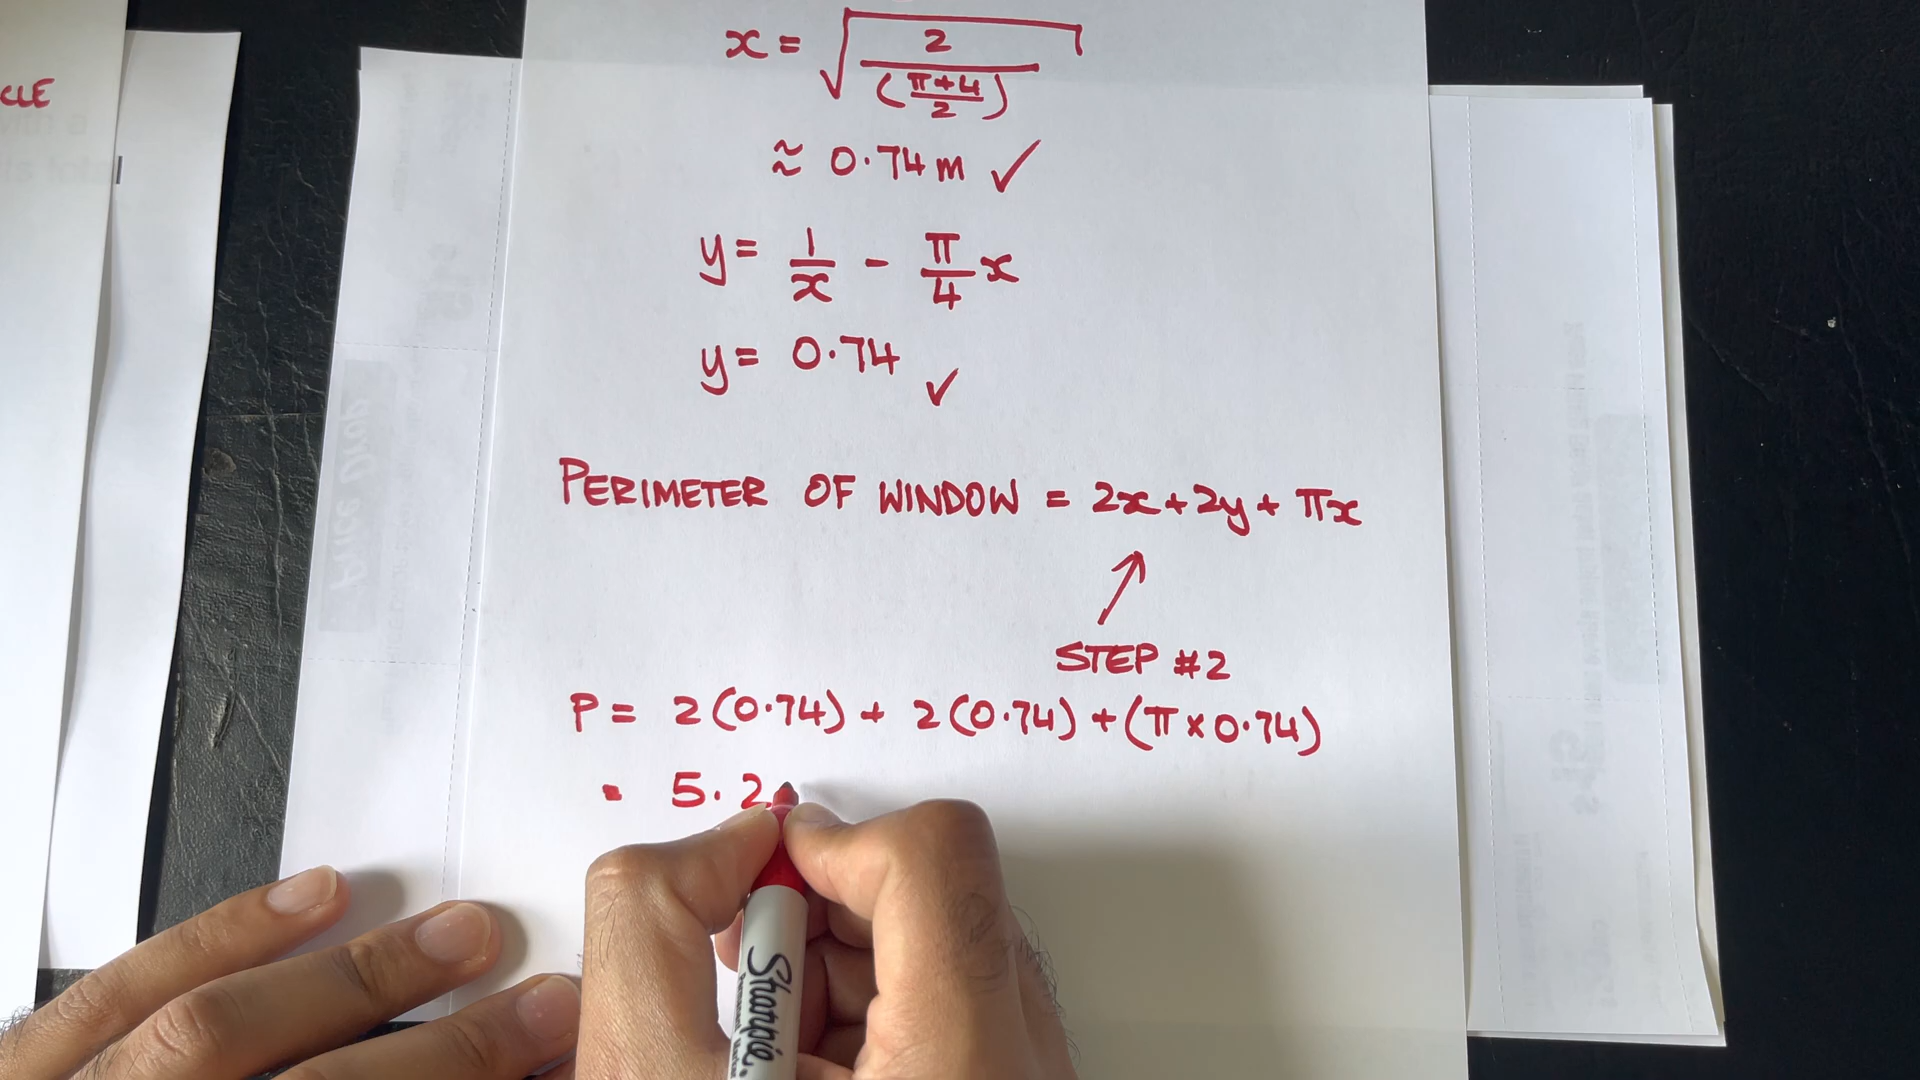 CLE
x = √ 2 / (π+4 / 2)
≈ 0.74 m ✓
y = 1/x - π/4 x
y = 0.74 ✓
PERIMETER OF WINDOW = 2x + 2y + πx
STEP #2
P = 2(0.74) + 2(0.74) + (π x 0.74)
= 5.2
Sharpie